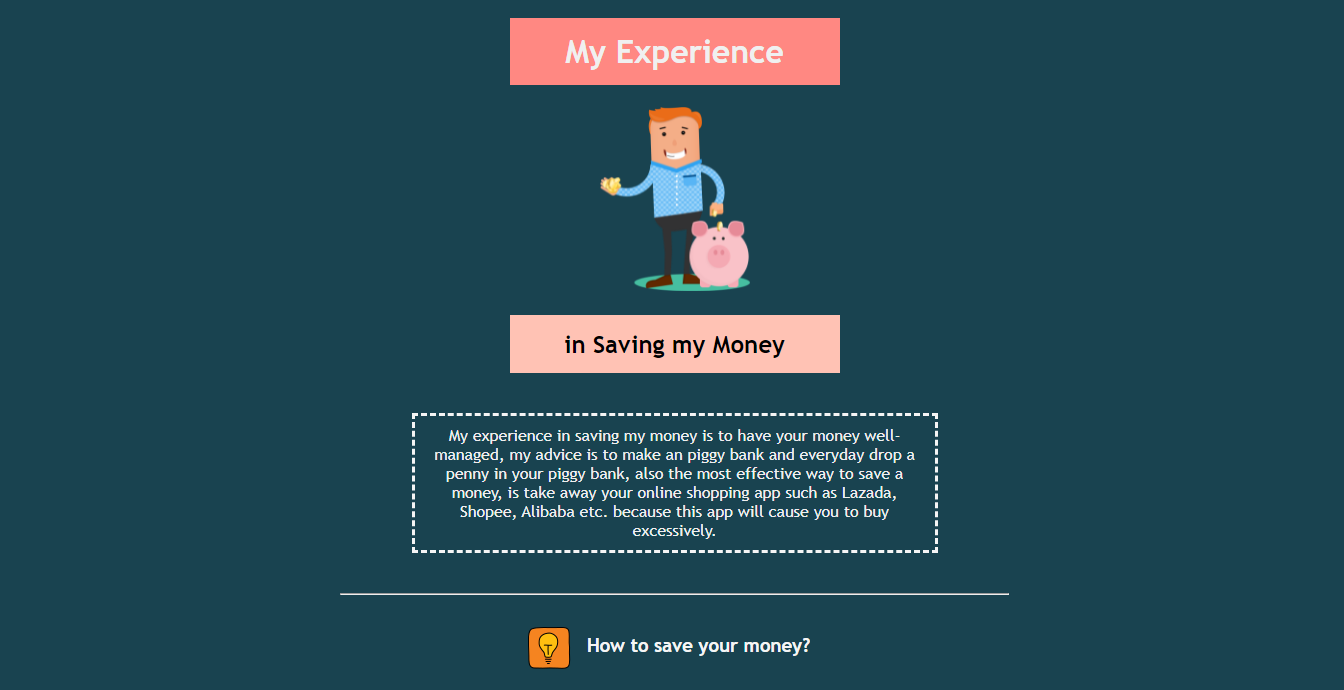 My Experience
in Saving my Money
My experience in saving my money is to have your money well-
managed, my advice is to make an piggy bank and everyday drop a
penny in your piggy bank, also the most effective way to save a
money, is take away your online shopping app such as Lazada,
Shopee, Alibaba etc. because this app will cause you to buy
excessively.
How to save your money?